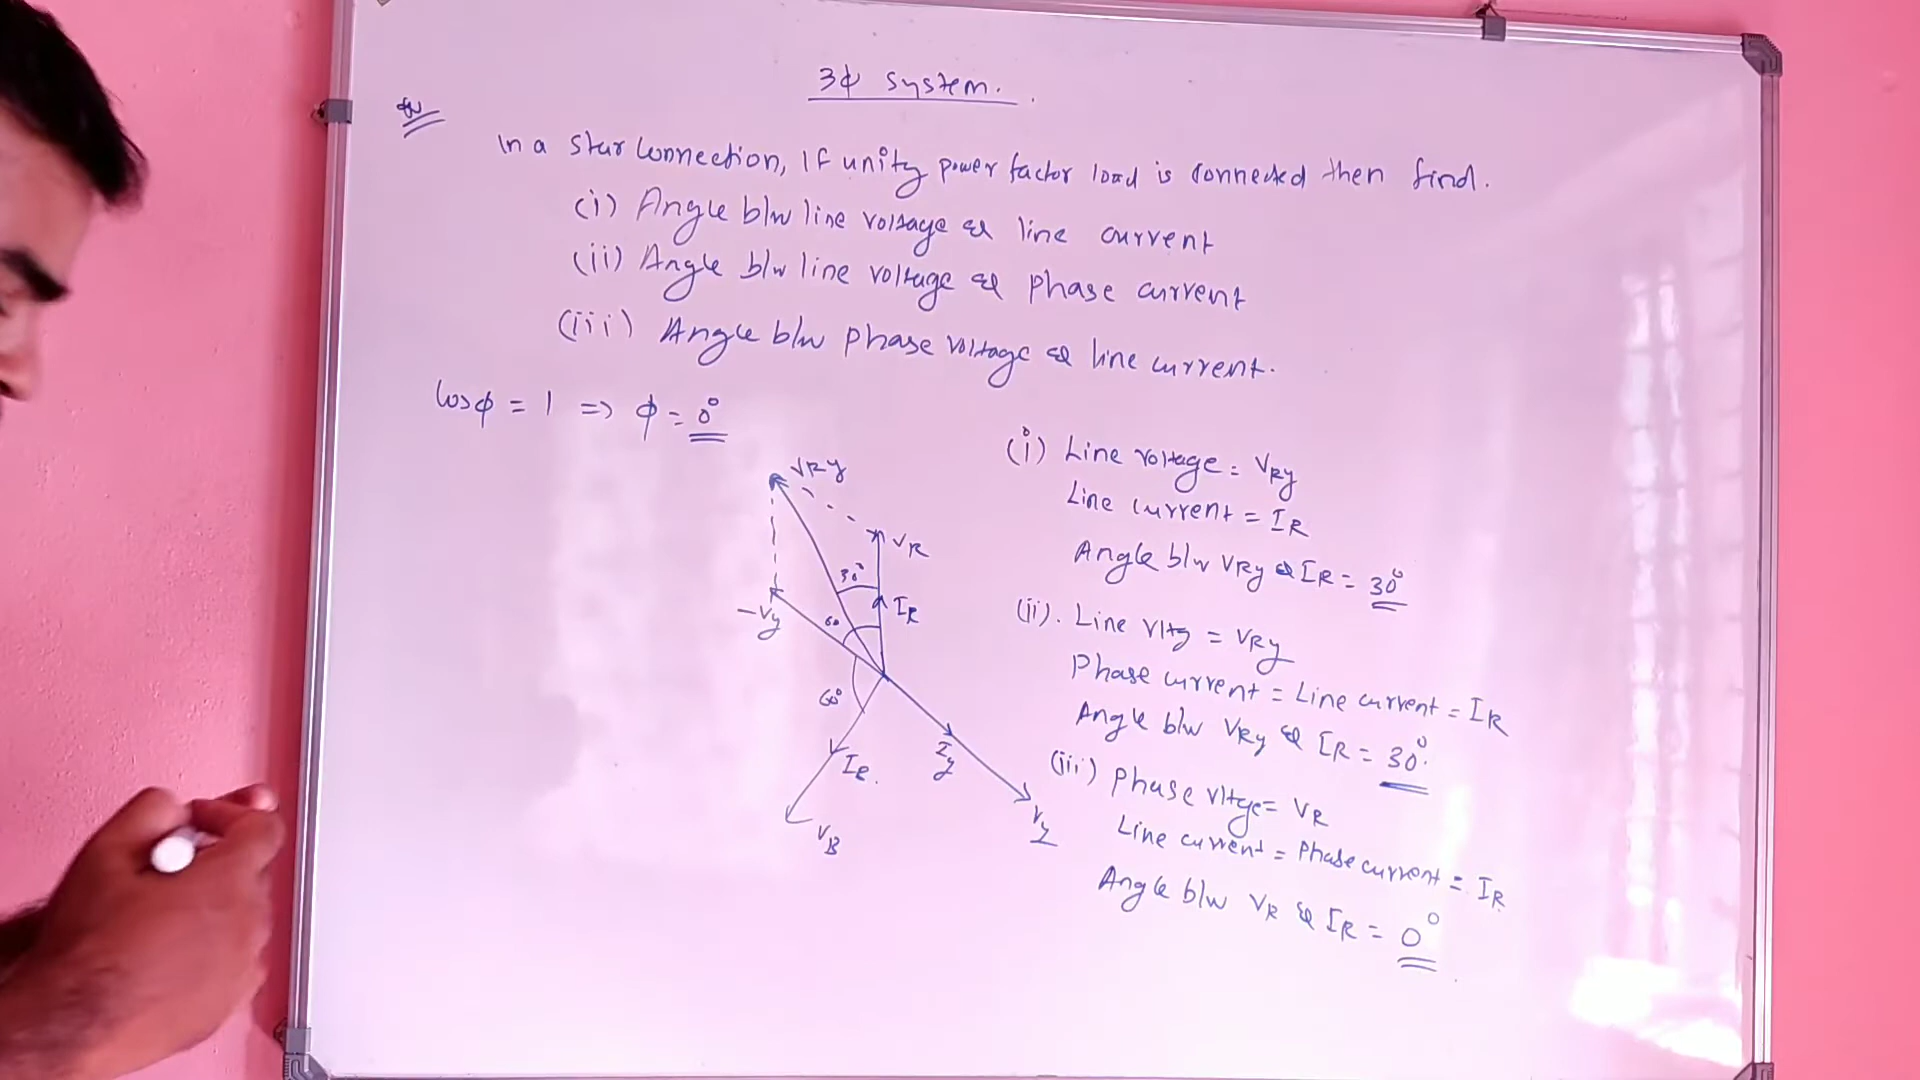 3ϕ System.
Q
In a Star Connection, If unity power factor load is connected then find.
(i) Angle b/w line voltage & line current
(ii) Angle b/w line voltage & phase current
(iii) Angle b/w phase voltage & line current.
Cosϕ = 1 => ϕ = 0°
VRy
VR
30°
IR
-Vy
60
60°
IR.
Iy
VB
Vy
(i) Line voltage = VRy
Line current = IR
Angle b/w VRy & IR = 30°
(ii). Line Vltg = VRy
Phase current = Line current = IR
Angle b/w VRy & IR = 30°.
(iii) Phase vltge = VR
Line current = Phase current = IR
Angle b/w VR & IR = 0°